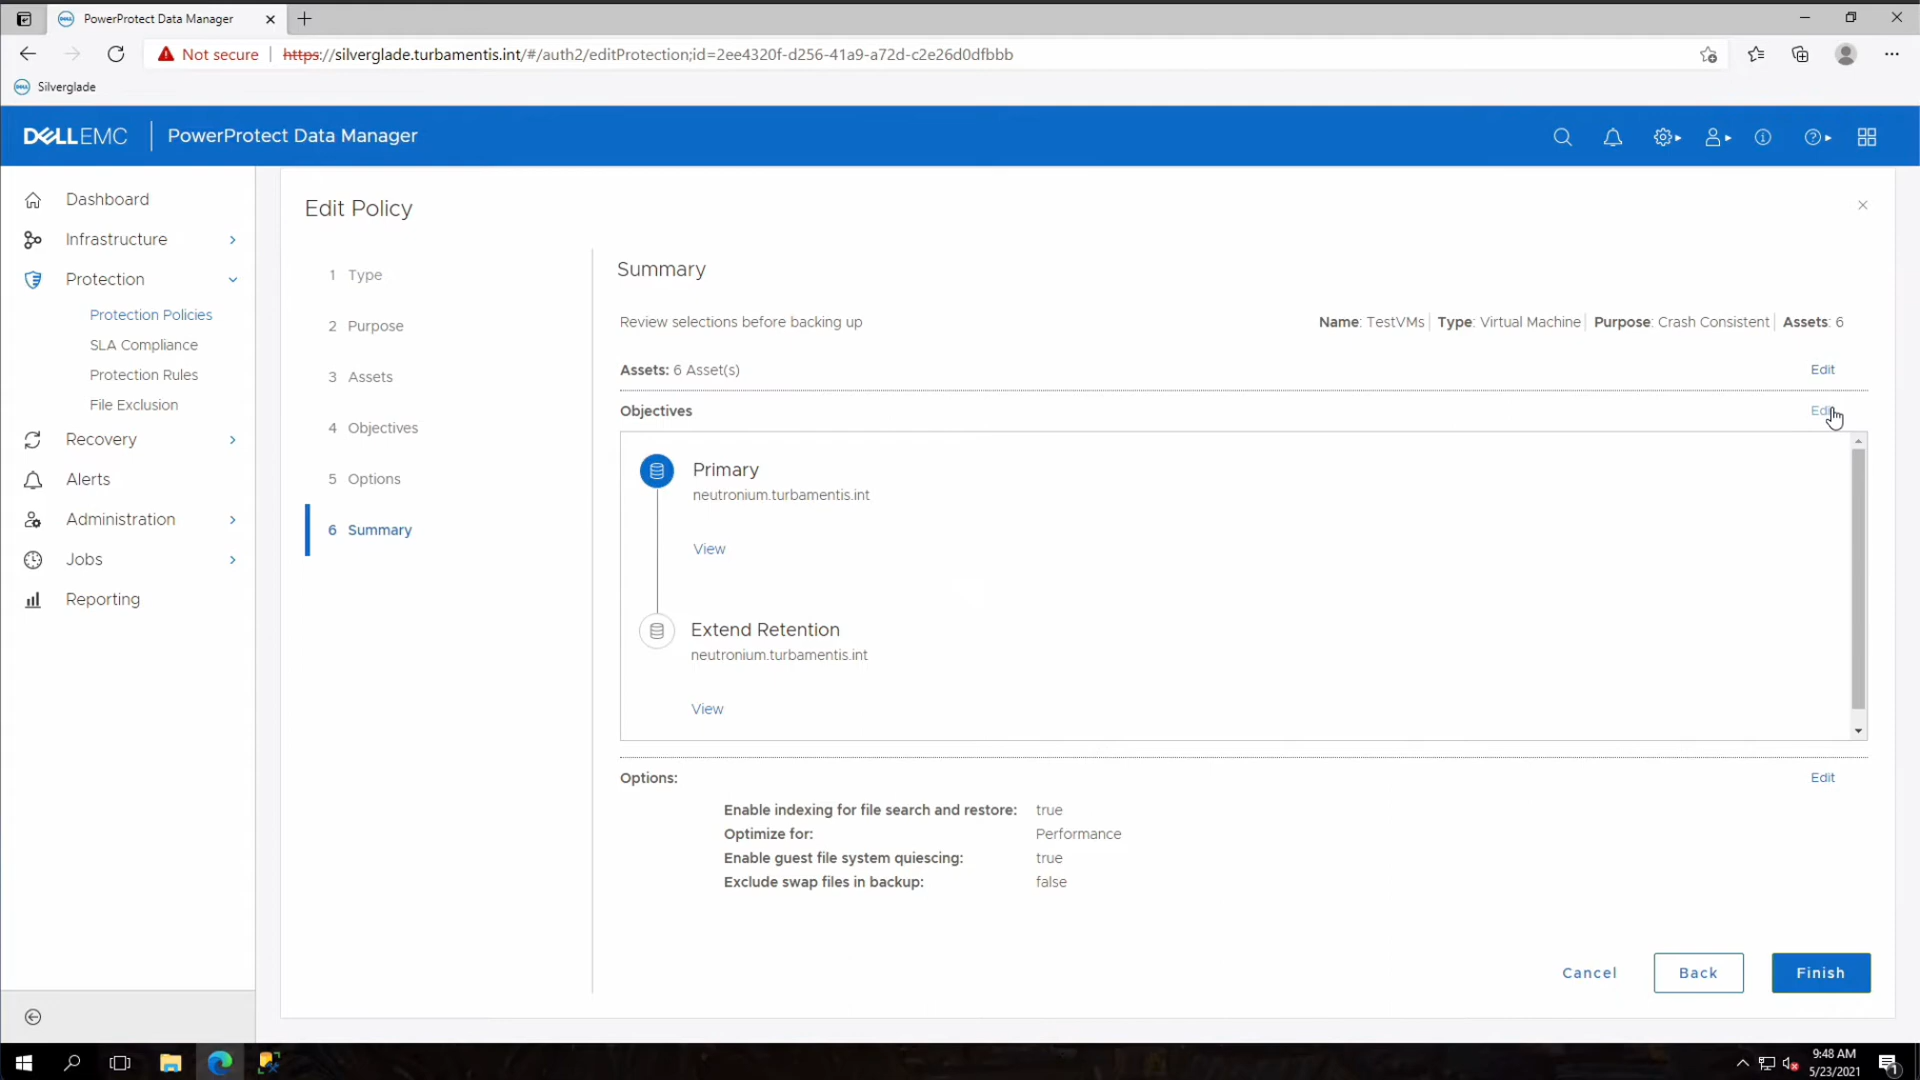 PowerProtect Data Manager
Not secure
https://silverglade.turbamentis.int/#/auth2/editProtection;id=2ee4320f-d256-41a9-a72d-c2e26d0dfbbb
Silverglade
DELLEMC PowerProtect Data Manager
Dashboard
Infrastructure
Protection
Protection Policies
SLA Compliance
Protection Rules
File Exclusion
Recovery
Alerts
Administration
Jobs
Reporting
Edit Policy
1 Type
2 Purpose
3 Assets
4 Objectives
5 Options
6 Summary
Summary
Review selections before backing up
Name: TestVMs Type: Virtual Machine Purpose: Crash Consistent Assets: 6
Assets: 6 Asset(s) Edit
Objectives Edit
Primary
neutronium.turbamentis.int
View
Extend Retention
neutronium.turbamentis.int
View
Options: Edit
Enable indexing for file search and restore: true
Optimize for: Performance
Enable guest file system quiescing: true
Exclude swap files in backup: false
Cancel Back Finish
9:48 AM
5/23/2021
1